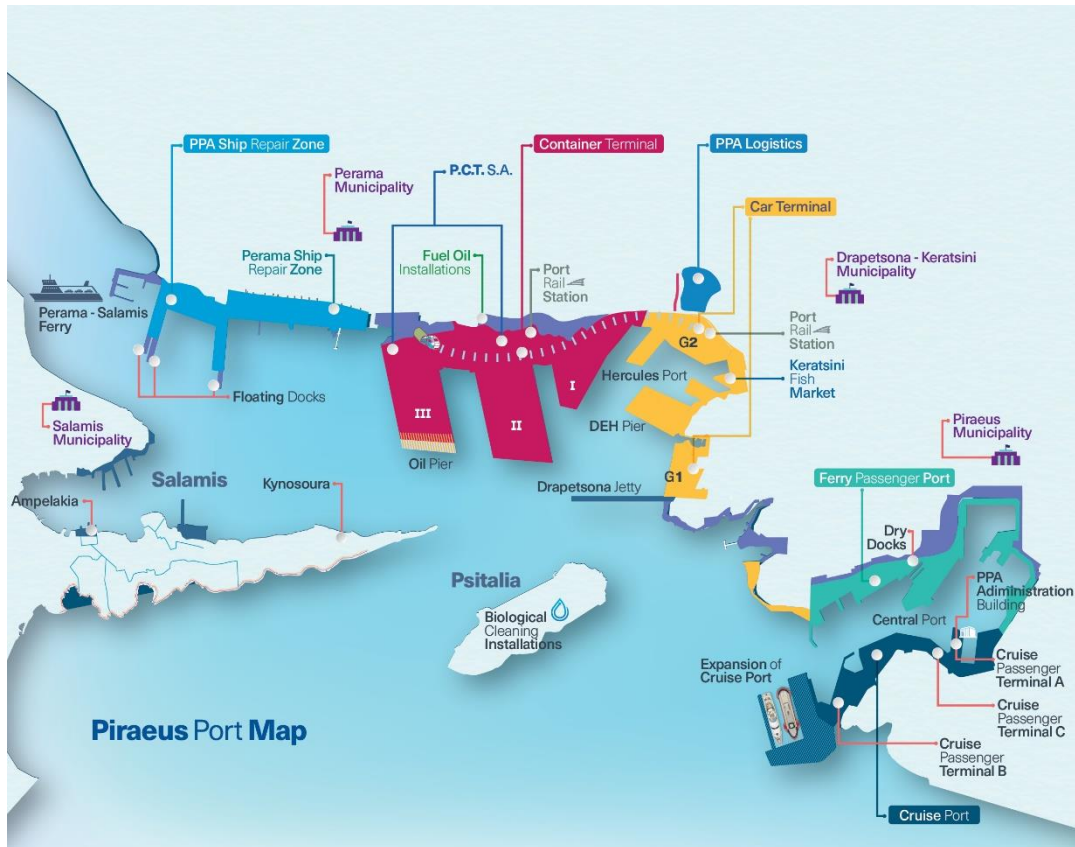 PPA Ship Repair Zone
Container Terminal
PPA Logistics
Perama
Municipality
P.C.T. S.A.
Car Terminal
Perama Ship
Repair Zone
Fuel Oil
Installations
Port
Rail
Station
Drapetsona - Keratsini
Municipality
Perama - Salamis
Ferry
Port
Rail
Station
G2
Hercules Port
Keratsini
Fish
Market
I
II
III
Floating Docks
DEH Pier
Salamis
Municipality
Oil Pier
Piraeus
Municipality
G1
Salamis
Kynosoura
Drapetsona Jetty
Ferry Passenger Port
Ampelakia
Dry
Docks
Psitalia
PPA
Adiministration
Building
Biological
Cleaning
Installations
Central Port
Expansion of
Cruise Port
Cruise
Passenger
Terminal A
Cruise
Passenger
Terminal C
Piraeus Port Map
Cruise
Passenger
Terminal B
Cruise Port